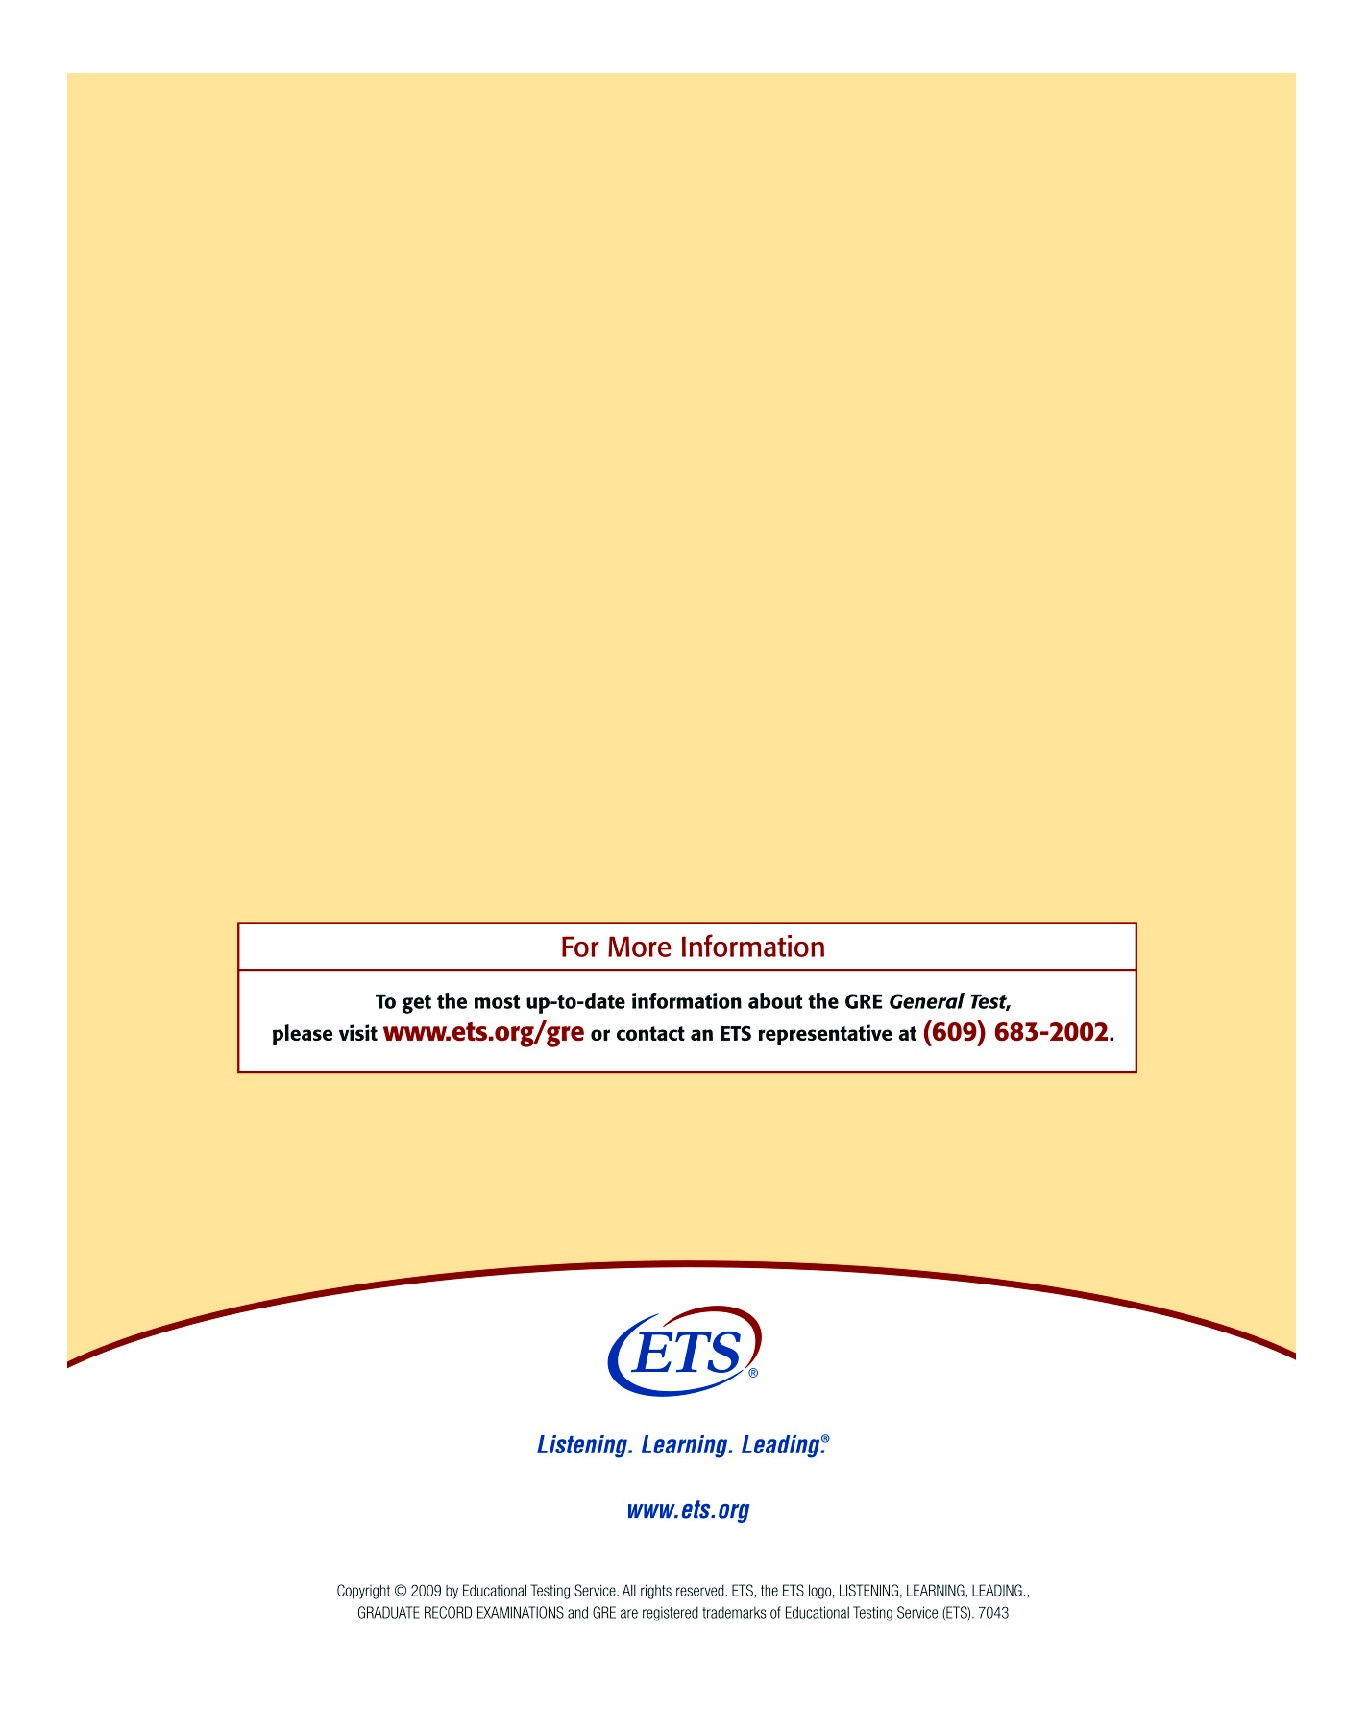 For More Information
To get the most up-to-date information about the GRE General Test,
please visit www.ets.org/gre or contact an ETS representative at (609) 683-2002.
ETS®
Listening. Learning. Leading.®
www.ets.org
Copyright © 2009 by Educational Testing Service. All rights reserved. ETS, the ETS logo, LISTENING, LEARNING, LEADING.,
GRADUATE RECORD EXAMINATIONS and GRE are registered trademarks of Educational Testing Service (ETS). 7043